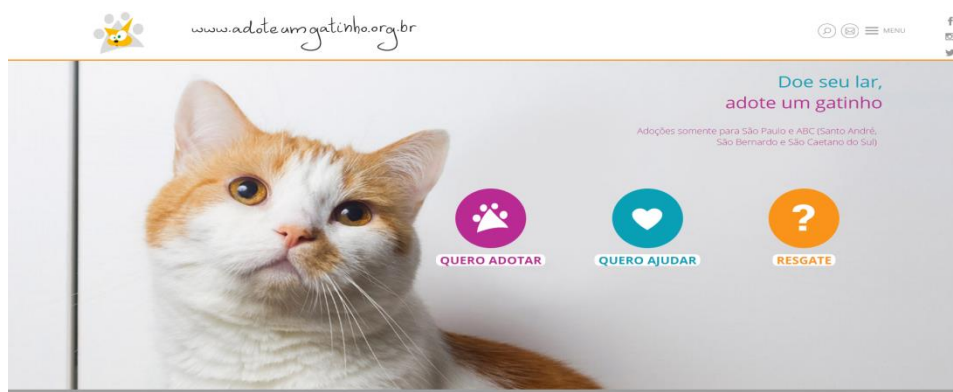 www.adoteumgatinho.org.br
MENU
Doe seu lar,
adote um gatinho
Adoções somente para São Paulo e ABC (Santo André,
São Bernardo e São Caetano do Sul)
?
QUERO ADOTAR
QUERO AJUDAR
RESGATE